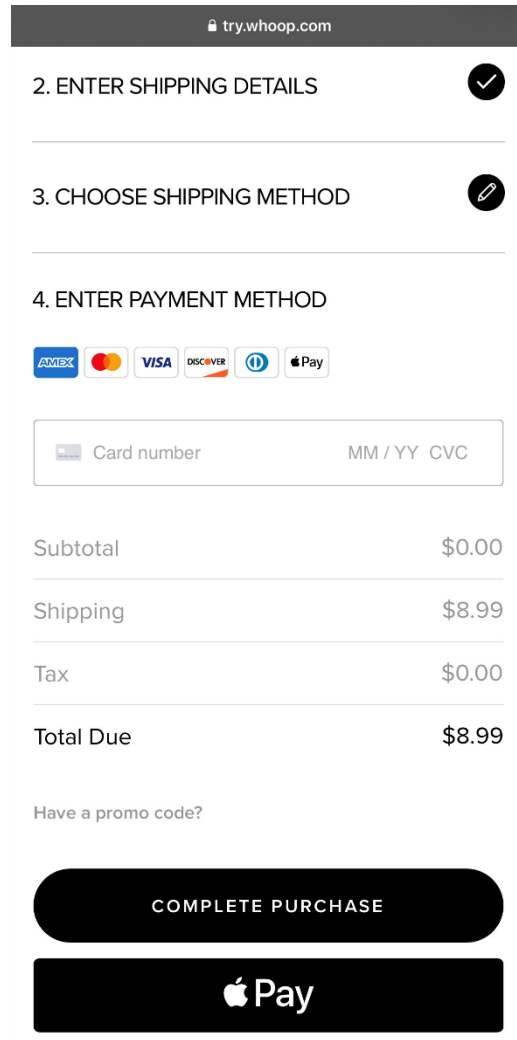 try.whoop.com
2. ENTER SHIPPING DETAILS
3. CHOOSE SHIPPING METHOD
4. ENTER PAYMENT METHOD
AMEX VISA DISCOVER Pay
Card number MM / YY CVC
Subtotal $0.00
Shipping $8.99
Tax $0.00
Total Due $8.99
Have a promo code?
COMPLETE PURCHASE
Pay